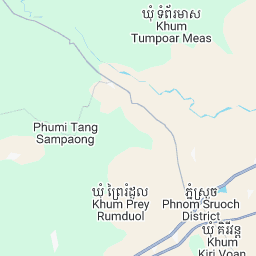 ឃុំ ទំព័រមាស
Khum
Tumpoar Meas
Phumi Tang
Sampaong
ឃុំ ព្រៃរំដួល
Khum Prey
Rumduol
ភ្នំស្រួច
Phnom Sruoch
District
ឃុំ គិរីវន្ត
Khum
Kiri Voan